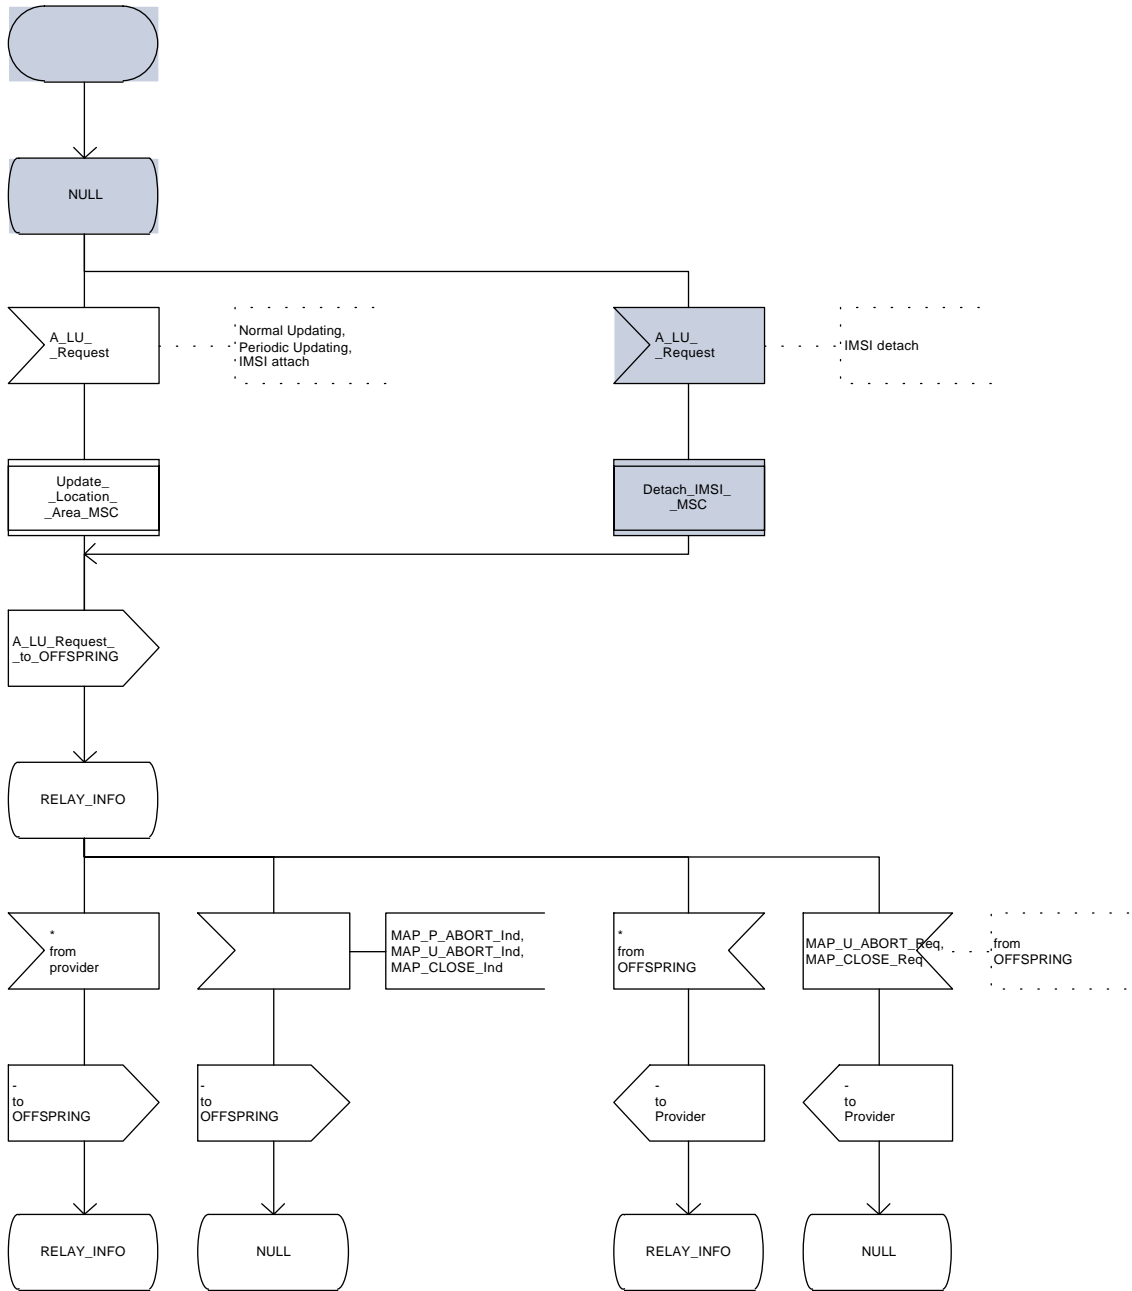 NULL
A_LU_
_Request
Normal Updating,
Periodic Updating,
IMSI attach
A_LU_
_Request
IMSI detach
Update_
_Location_
_Area_MSC
Detach_IMSI_
_MSC
A_LU_Request_
_to_OFFSPRING
RELAY_INFO
*
from
provider
MAP_P_ABORT_Ind,
MAP_U_ABORT_Ind,
MAP_CLOSE_Ind
*
from
OFFSPRING
MAP_U_ABORT_Req,
MAP_CLOSE_Req
from
OFFSPRING
-
to
OFFSPRING
-
to
OFFSPRING
-
to
Provider
-
to
Provider
RELAY_INFO
NULL
RELAY_INFO
NULL